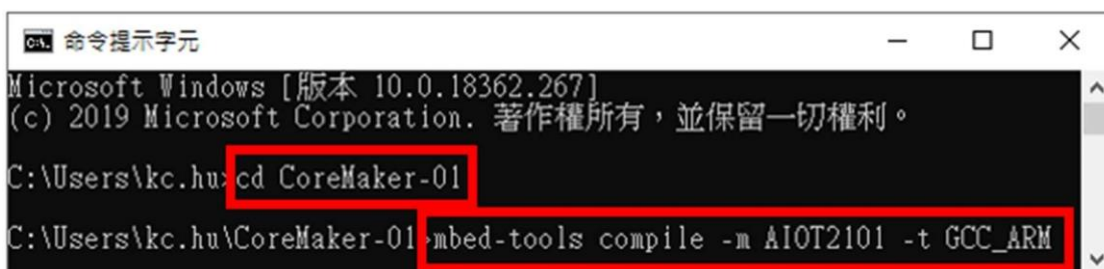 命令提示字元
Microsoft Windows [版本 10.0.18362.267]
(c) 2019 Microsoft Corporation. 著作權所有，並保留一切權利。
C:\Users\kc.hu>cd CoreMaker-01
C:\Users\kc.hu\CoreMaker-01>mbed-tools compile -m AIOT2101 -t GCC_ARM